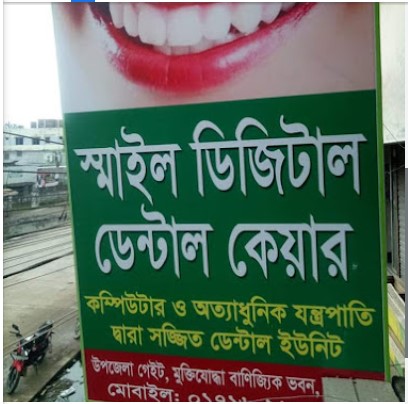 স্মাইল ডিজিটাল
ডেন্টাল কেয়ার
কম্পিউটার ও অত্যাধুনিক যন্ত্রপাতি
দ্বারা সজ্জিত ডেন্টাল ইউনিট
উপজেলা গেইট, মুক্তিযোদ্ধা বাণিজ্যিক ভবন,
মোবাইল: